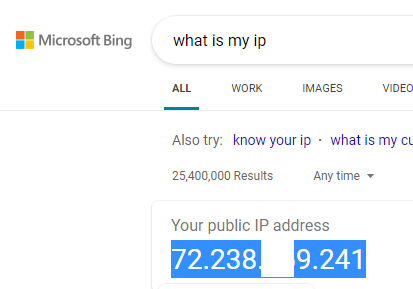 Microsoft Bing
what is my ip
ALL WORK IMAGES VIDEO
Also try: know your ip · what is my cu
25,400,000 Results Any time
Your public IP address
72.238. 9.241